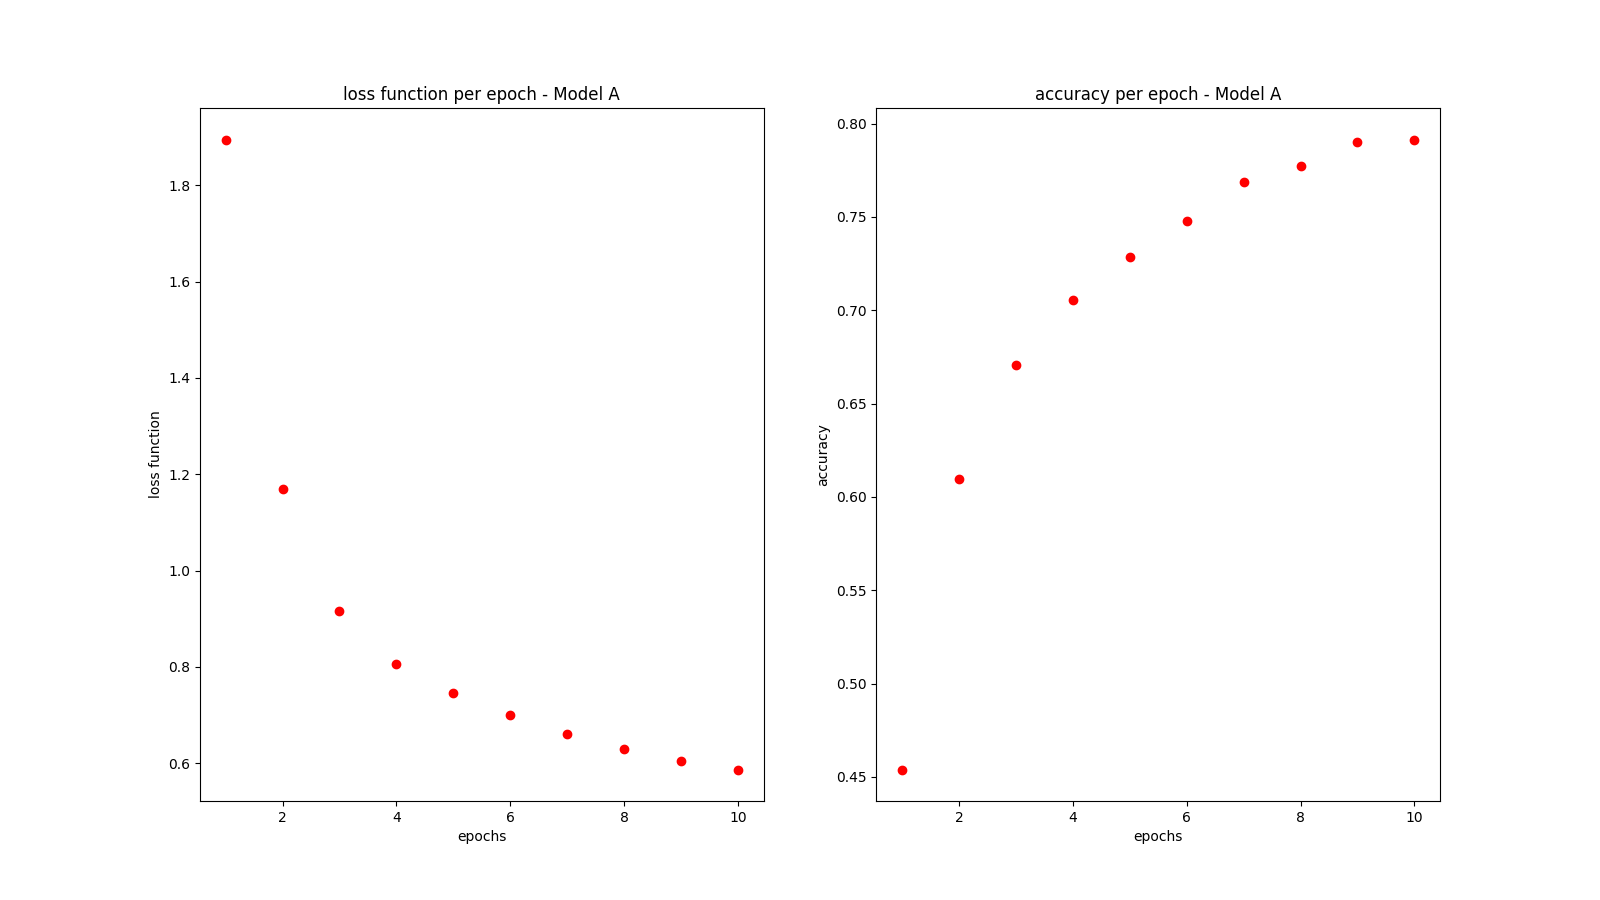 loss function per epoch - Model A
1.8
1.6
1.4
1.2
1.0
0.8
0.6
loss function
2 4 6 8 10
epochs
accuracy per epoch - Model A
0.80
0.75
0.70
0.65
0.60
0.55
0.50
0.45
accuracy
2 4 6 8 10
epochs